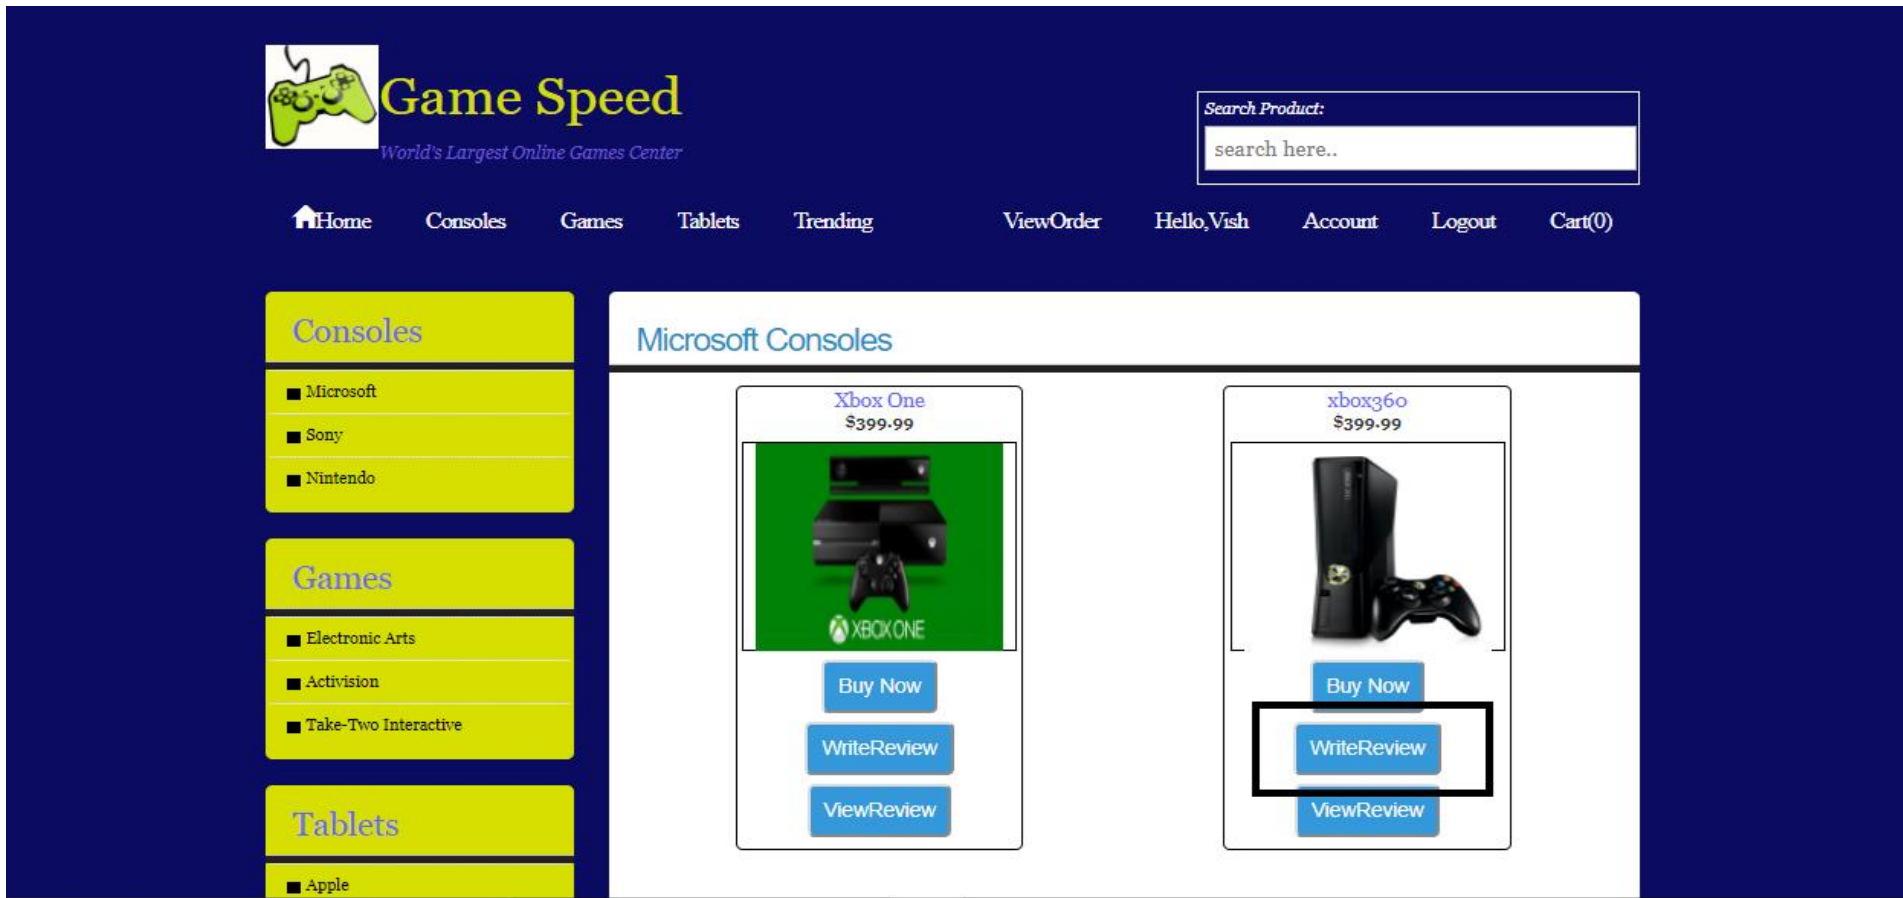 Game Speed
World's Largest Online Games Center
Search Product:
search here..
Home Consoles Games Tablets Trending ViewOrder Hello,Vish Account Logout Cart(0)
Consoles
Microsoft
Sony
Nintendo
Games
Electronic Arts
Activision
Take-Two Interactive
Tablets
Apple
Microsoft Consoles
Xbox One
$399.99
XBOX ONE
Buy Now
WriteReview
ViewReview
xbox360
$399.99
Buy Now
WriteReview
ViewReview